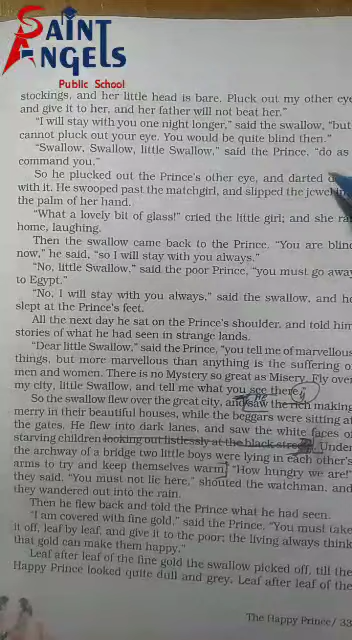 SAINT
ANGELS
Public School
stockings, and her little head is bare. Pluck out my other eye
and give it to her, and her father will not beat her."
"I will stay with you one night longer," said the swallow, "but
cannot pluck out your eye. You would be quite blind then."
"Swallow, Swallow, little Swallow," said the Prince, "do as
command you."
So he plucked out the Prince's other eye, and darted
with it. He swooped past the matchgirl, and slipped the jewel
the palm of her hand.
"What a lovely bit of glass!" cried the little girl; and she ra
home, laughing.
Then the swallow came back to the Prince. "You are blind
now," he said, "so I will stay with you always."
"No, little Swallow," said the poor Prince, "you must go away
to Egypt."
"No, I will stay with you always," said the swallow, and he
slept at the Prince's feet.
All the next day he sat on the Prince's shoulder, and told him
stories of what he had seen in strange lands.
"Dear little Swallow," said the Prince, "you tell me of marvellous
things, but more marvellous than anything is the suffering of
men and women. There is no Mystery so great as Misery. Fly over
my city, little Swallow, and tell me what you see there."
So the swallow flew over the great city, and saw the rich making
merry in their beautiful houses, while the beggars were sitting at
the gates. He flew into dark lanes, and saw the white faces of
starving children looking out listlessly at the black streets. Under
the archway of a bridge two little boys were lying in each other's
arms to try and keep themselves warm. "How hungry we are!"
they said. "You must not lie here," shouted the watchman, and
they wandered out into the rain.
Then he flew back and told the Prince what he had seen.
"I am covered with fine gold," said the Prince, "You must take
it off, leaf by leaf, and give it to the poor; the living always think
that gold can make them happy."
Leaf after leaf of the fine gold the swallow picked off, till the
Happy Prince looked quite dull and grey. Leaf after leaf of the
The Happy Prince/ 33